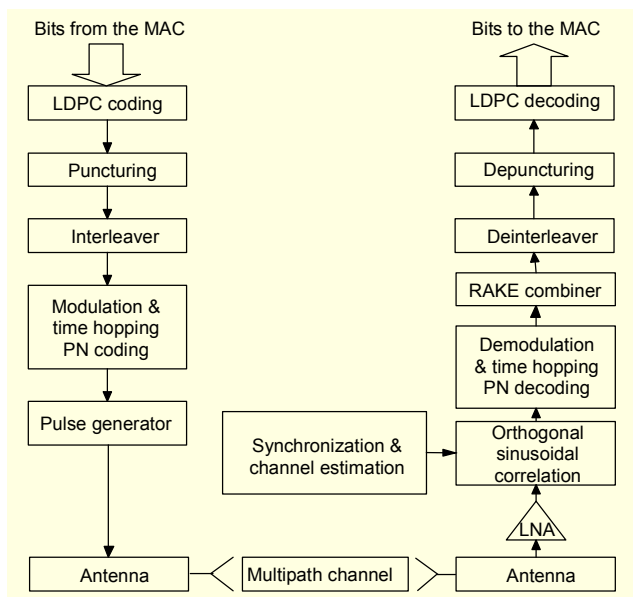 Bits from the MAC
LDPC coding
Puncturing
Interleaver
Modulation &
time hopping
PN coding
Pulse generator
Antenna
Multipath channel
Bits to the MAC
LDPC decoding
Depuncturing
Deinterleaver
RAKE combiner
Demodulation
& time hopping
PN decoding
Synchronization &
channel estimation
Orthogonal
sinusoidal
correlation
LNA
Antenna